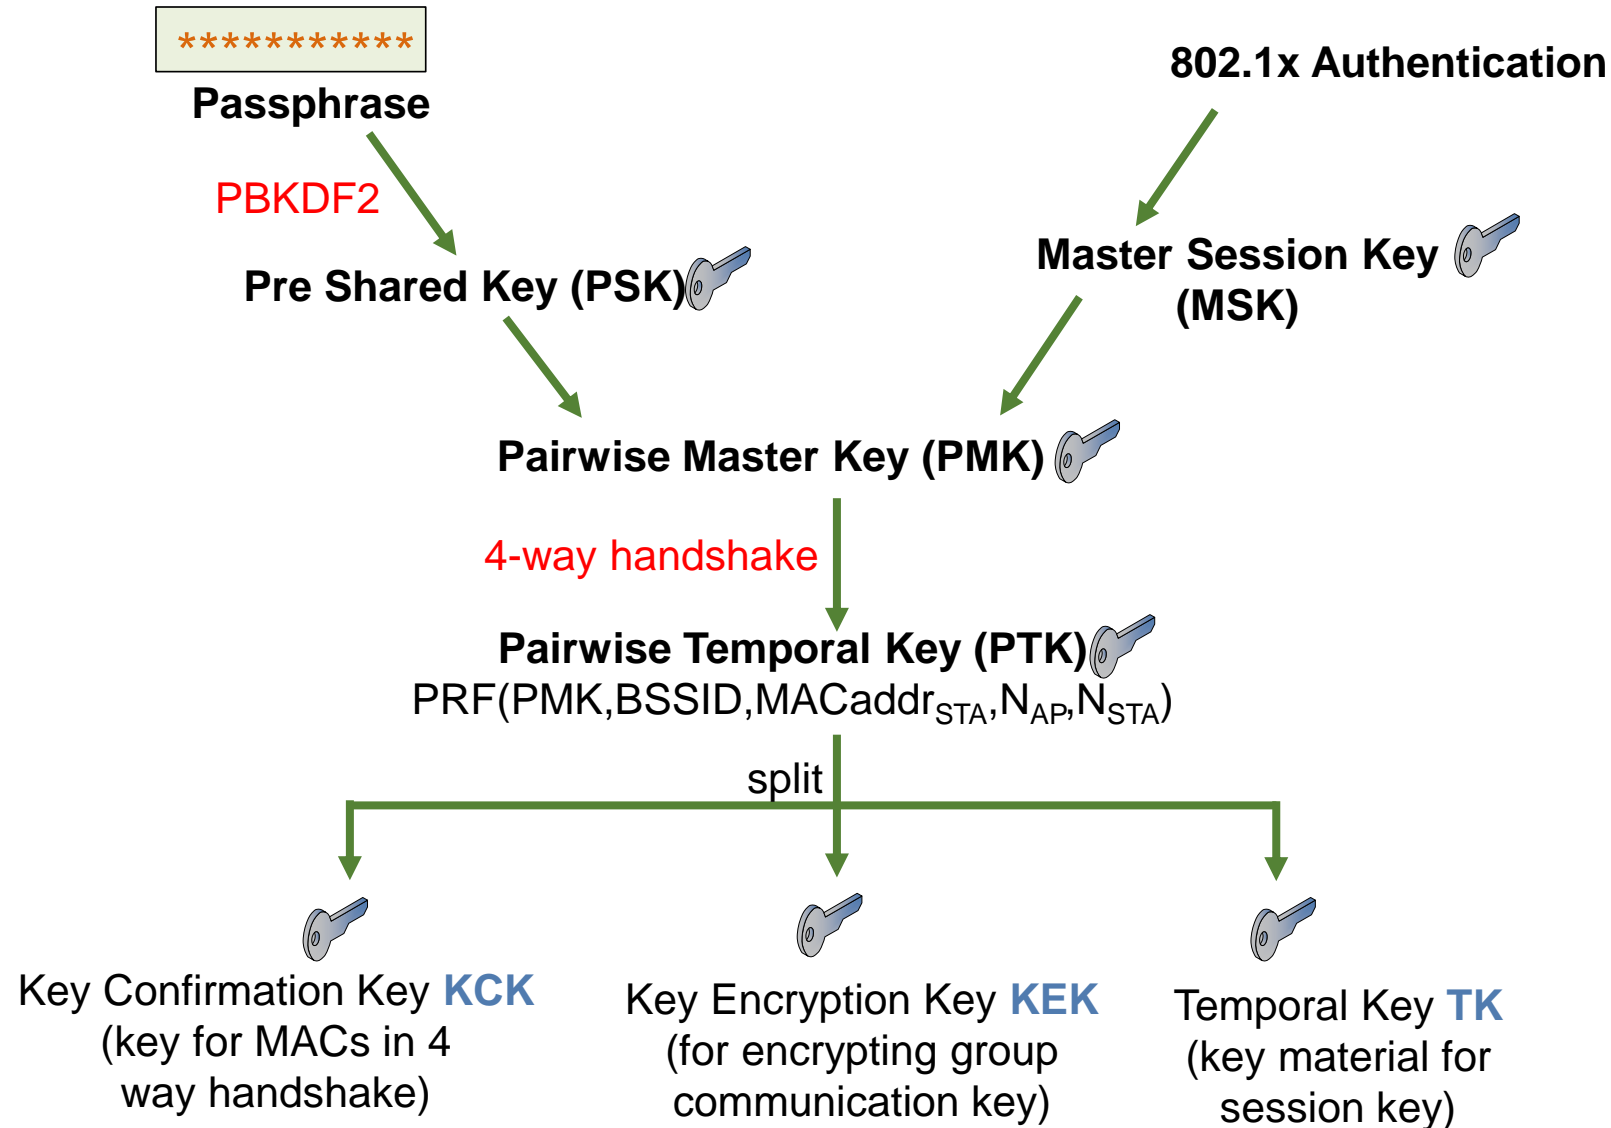 ***********
Passphrase
802.1x Authentication
PBKDF2
Pre Shared Key (PSK)
Master Session Key
(MSK)
Pairwise Master Key (PMK)
4-way handshake
Pairwise Temporal Key (PTK)
PRF(PMK,BSSID,MACaddrSTA,NAP,NSTA)
split
Key Confirmation Key KCK
(key for MACs in 4
way handshake)
Key Encryption Key KEK
(for encrypting group
communication key)
Temporal Key TK
(key material for
session key)